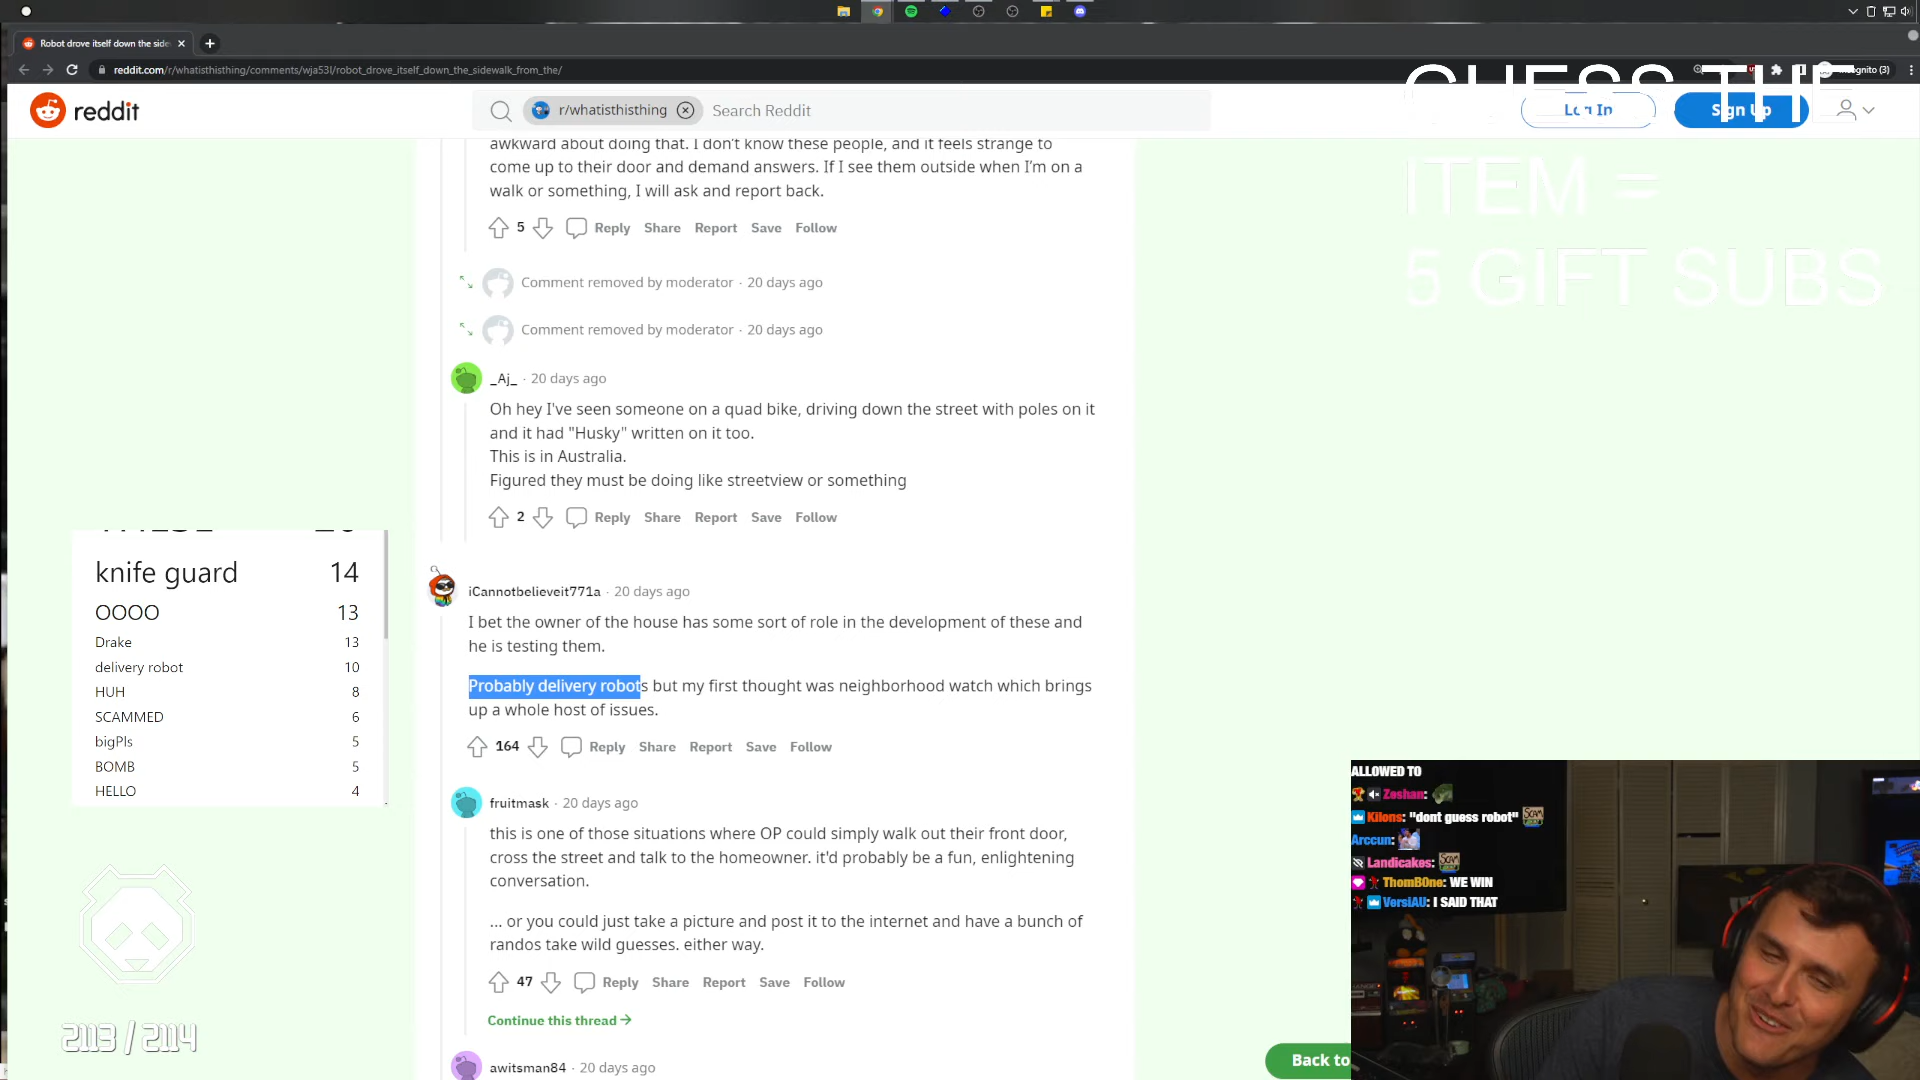 Robot drove itself down the side
reddit.com/r/whatisthisthing/comments/wja53l/robot_drove_itself_down_the_sidewalk_from_the/
Incognito (3)
reddit
r/whatisthisthing
Search Reddit
Log In
Sign Up
GUESS THE
ITEM =
5 GIFT SUBS
awkward about doing that. I don't know these people, and it feels strange to
come up to their door and demand answers. If I see them outside when I'm on a
walk or something, I will ask and report back.
5 Reply Share Report Save Follow
Comment removed by moderator · 20 days ago
Comment removed by moderator · 20 days ago
_Aj_ · 20 days ago
Oh hey I've seen someone on a quad bike, driving down the street with poles on it
and it had "Husky" written on it too.
This is in Australia.
Figured they must be doing like streetview or something
2 Reply Share Report Save Follow
iCannotbelieveit771a · 20 days ago
I bet the owner of the house has some sort of role in the development of these and
he is testing them.
Probably delivery robots but my first thought was neighborhood watch which brings
up a whole host of issues.
164 Reply Share Report Save Follow
fruitmask · 20 days ago
this is one of those situations where OP could simply walk out their front door,
cross the street and talk to the homeowner. it'd probably be a fun, enlightening
conversation.
... or you could just take a picture and post it to the internet and have a bunch of
randos take wild guesses. either way.
47 Reply Share Report Save Follow
Continue this thread →
awitsman84 · 20 days ago
Back to
knife guard 14
OOOO 13
Drake 13
delivery robot 10
HUH 8
SCAMMED 6
bigPls 5
BOMB 5
HELLO 4
2113 / 2114
ALLOWED TO
Zoshan:
Kilons: "dont guess robot" SCAM
Arccun:
Landicakes: SCAM
ThomB0ne: WE WIN
VersiAU: I SAID THAT